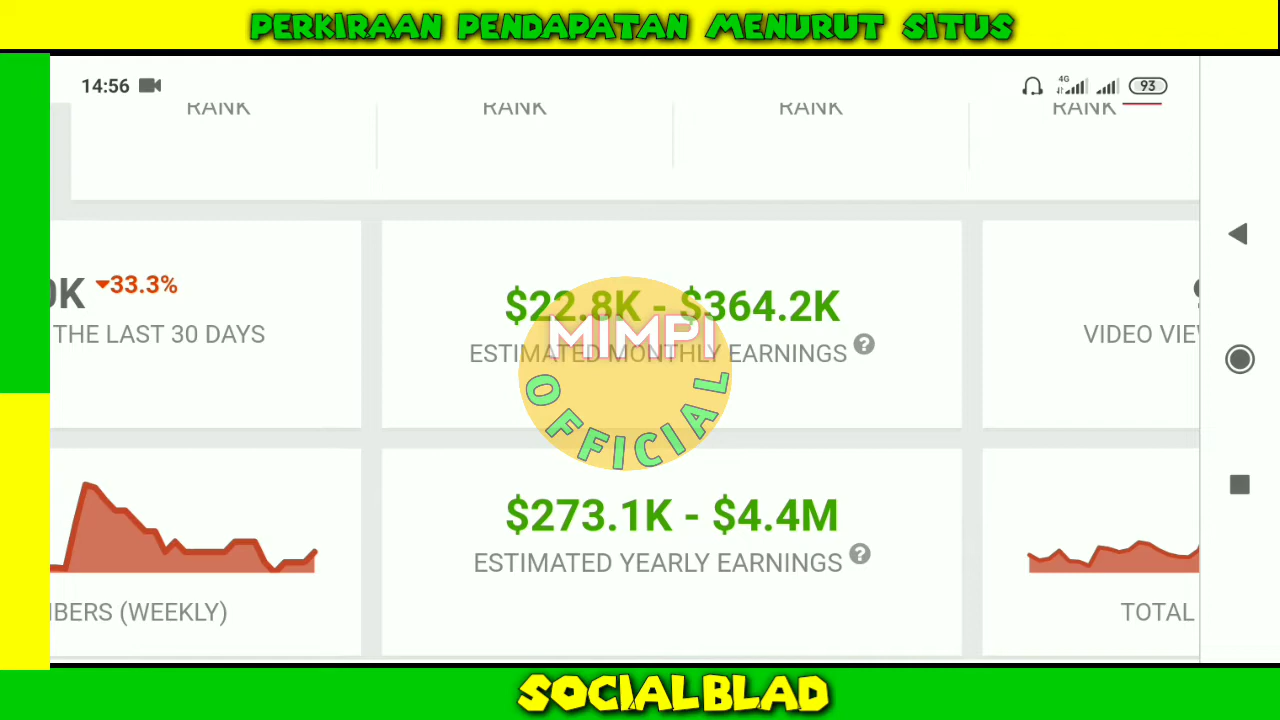 PERKIRAAN PENDAPATAN MENURUT SITUS
14:56 4G 93
RANK RANK RANK RANK
0K 33.3%
THE LAST 30 DAYS
$22.8K - $364.2K
ESTIMATED MONTHLY EARNINGS ?
MIMPI
OFFICIAL
VIDEO VIE
$273.1K - $4.4M
ESTIMATED YEARLY EARNINGS ?
IBERS (WEEKLY)
TOTAL
SOCIALBLAD